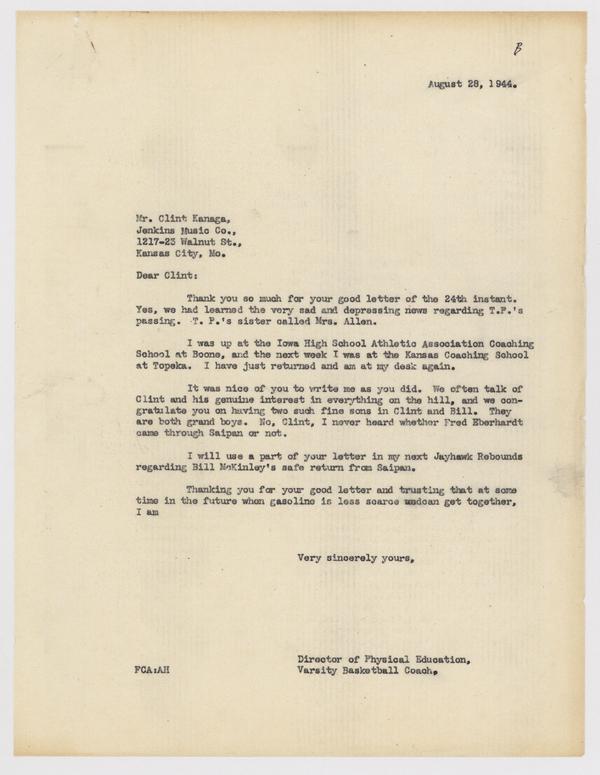 August 28, 1944.
Mr. Clint Kanaga,
Jenkins Music Co.,
1217-23 Walnut St.,
Kansas City, Mo.
Dear Clint:
Thank you so much for your good letter of the 24th instant.
Yes, we had learned the very sad and depressing news regarding T.P.'s
passing. T. P.'s sister called Mrs. Allen.
I was up at the Iowa High School Athletic Association Coaching
School at Boone, and the next week I was at the Kansas Coaching School
at Topeka. I have just returned and am at my desk again.
It was nice of you to write me as you did. We often talk of
Clint and his genuine interest in everything on the hill, and we con-
gratulate you on having two such fine sons in Clint and Bill. They
are both grand boys. No, Clint, I never heard whether Fred Eberhardt
came through Saipan or not.
I will use a part of your letter in my next Jayhawk Rebounds
regarding Bill McKinley's safe return from Saipan.
Thanking you for your good letter and trusting that at some
time in the future when gasoline is less scarce can get together,
I am
Very sincerely yours,
Director of Physical Education,
FCA:AH Varsity Basketball Coach.